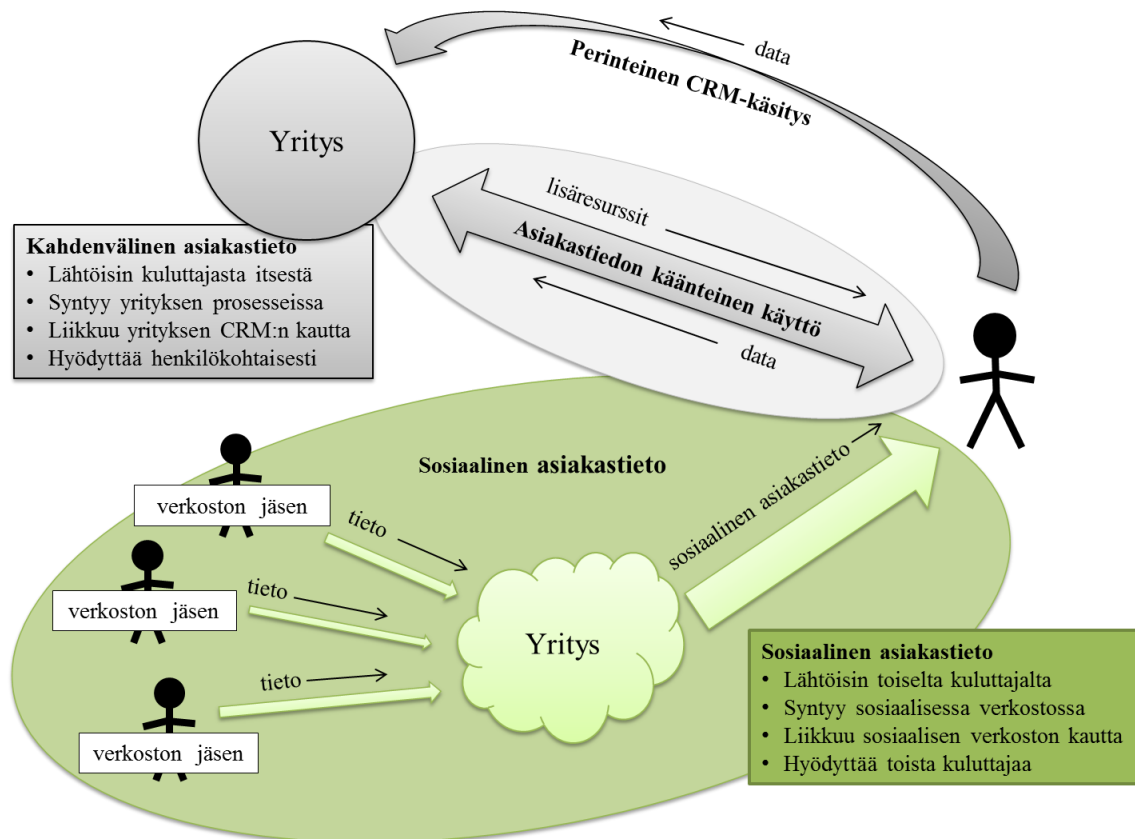 data
Perinteinen CRM-käsitys
Yritys
lisäresurssit
Asiakastiedon käänteinen käyttö
data
Kahdenvälinen asiakastieto
• Lähtöisin kuluttajasta itsestä
• Syntyy yrityksen prosesseissa
• Liikkuu yrityksen CRM:n kautta
• Hyödyttää henkilökohtaisesti
Sosiaalinen asiakastieto
sosiaalinen asiakastieto
verkoston jäsen
tieto
verkoston jäsen
tieto
verkoston jäsen
tieto
Yritys
Sosiaalinen asiakastieto
• Lähtöisin toiselta kuluttajalta
• Syntyy sosiaalisessa verkostossa
• Liikkuu sosiaalisen verkoston kautta
• Hyödyttää toista kuluttajaa